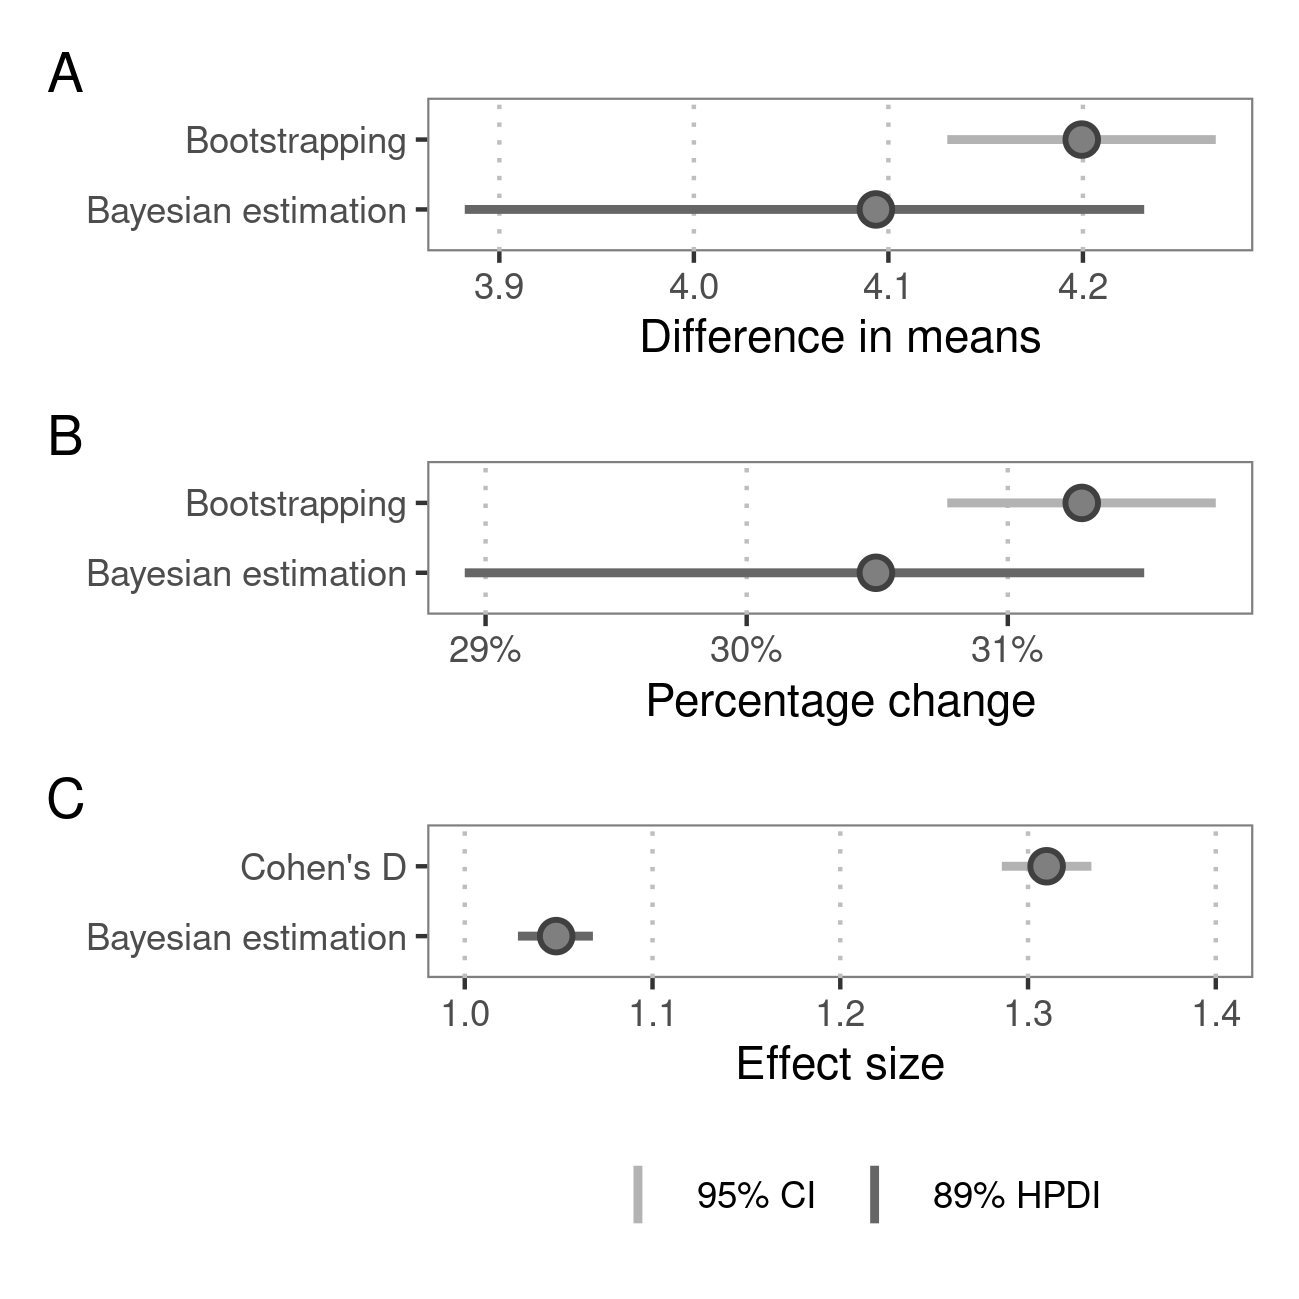 A
Bootstrapping
Bayesian estimation
3.9 4.0 4.1 4.2
Difference in means
B
Bootstrapping
Bayesian estimation
29% 30% 31%
Percentage change
C
Cohen's D
Bayesian estimation
1.0 1.1 1.2 1.3 1.4
Effect size
95% CI 89% HPDI